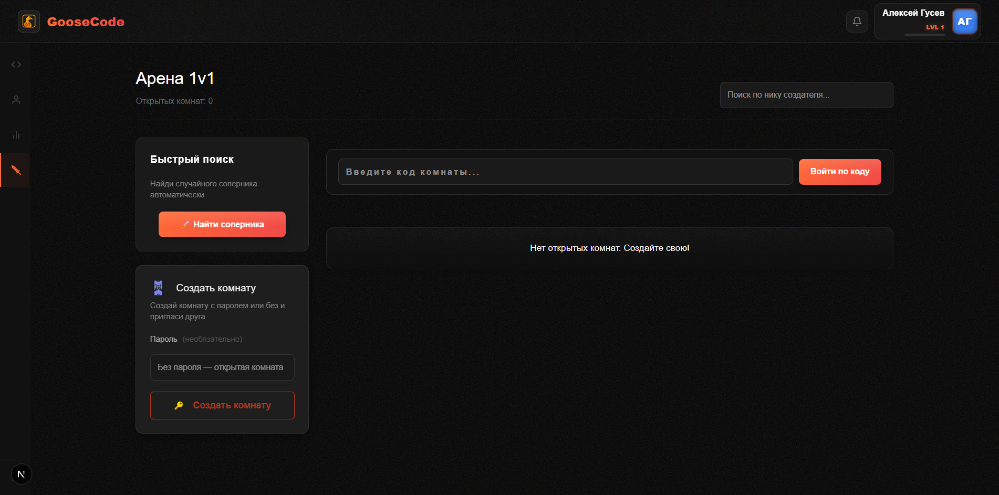 GooseCode
Алексей Гусев
LVL 1
АГ
Арена 1v1
Открытых комнат: 0
Поиск по нику создателя...
Быстрый поиск
Найди случайного соперника
автоматически
Найти соперника
Введите код комнаты...
Войти по коду
Нет открытых комнат. Создайте свою!
Создать комнату
Создай комнату с паролем или без и
пригласи друга
Пароль (необязательно)
Без пароля — открытая комната
Создать комнату
N